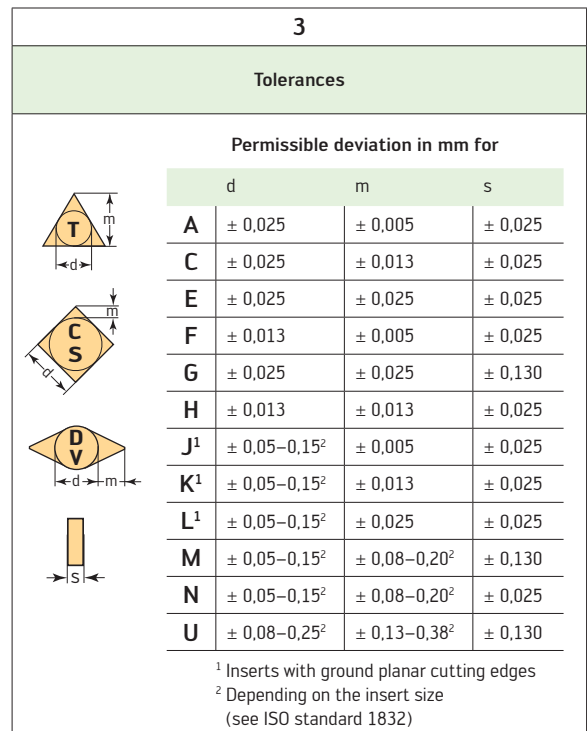 3
Tolerances
Permissible deviation in mm for
d m s
A ± 0,025 ± 0,005 ± 0,025
C ± 0,025 ± 0,013 ± 0,025
E ± 0,025 ± 0,025 ± 0,025
F ± 0,013 ± 0,005 ± 0,025
G ± 0,025 ± 0,025 ± 0,130
H ± 0,013 ± 0,013 ± 0,025
J¹ ± 0,05–0,15² ± 0,005 ± 0,025
K¹ ± 0,05–0,15² ± 0,013 ± 0,025
L¹ ± 0,05–0,15² ± 0,025 ± 0,025
M ± 0,05–0,15² ± 0,08–0,20² ± 0,130
N ± 0,05–0,15² ± 0,08–0,20² ± 0,025
U ± 0,08–0,25² ± 0,13–0,38² ± 0,130
T
m
d
m
C
S
d
D
V
d m
s
¹ Inserts with ground planar cutting edges
² Depending on the insert size
(see ISO standard 1832)